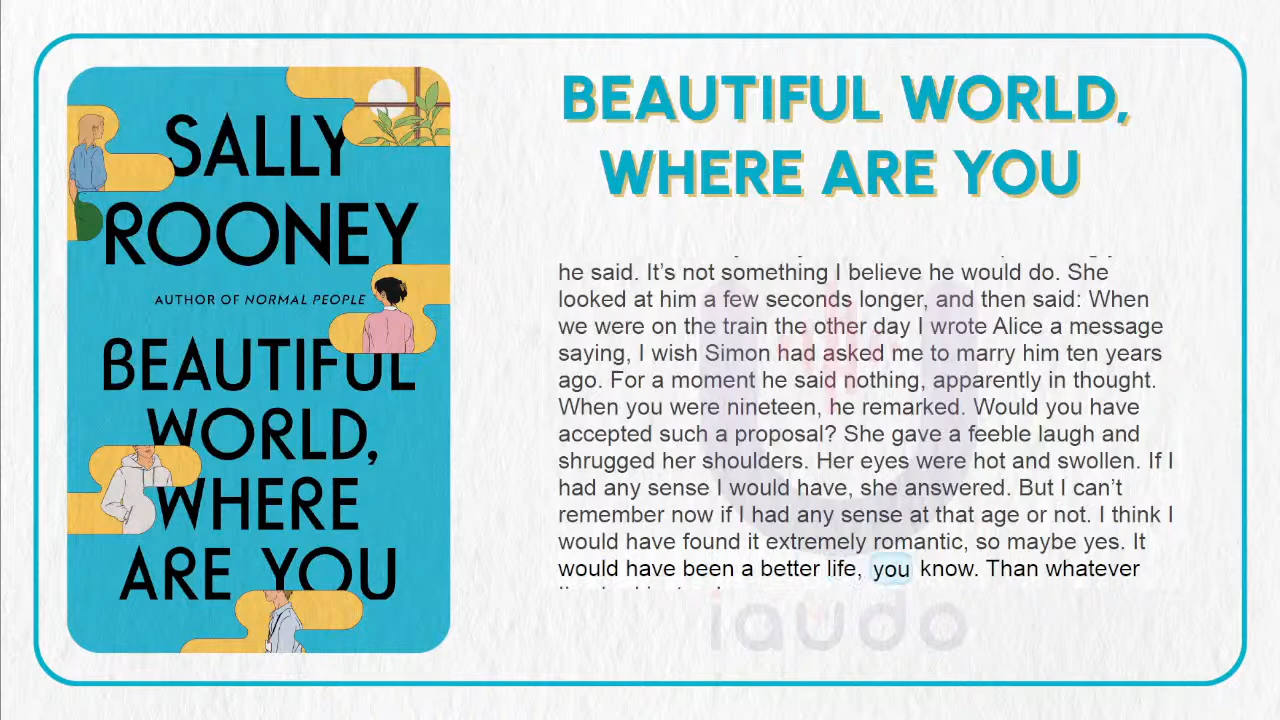 SALLY
ROONEY
AUTHOR OF NORMAL PEOPLE
BEAUTIFUL
WORLD,
WHERE
ARE YOU
BEAUTIFUL WORLD,
WHERE ARE YOU
he said. It’s not something I believe he would do. She
looked at him a few seconds longer, and then said: When
we were on the train the other day I wrote Alice a message
saying, I wish Simon had asked me to marry him ten years
ago. For a moment he said nothing, apparently in thought.
When you were nineteen, he remarked. Would you have
accepted such a proposal? She gave a feeble laugh and
shrugged her shoulders. Her eyes were hot and swollen. If I
had any sense I would have, she answered. But I can’t
remember now if I had any sense at that age or not. I think I
would have found it extremely romantic, so maybe yes. It
would have been a better life, you know. Than whatever
iaudo